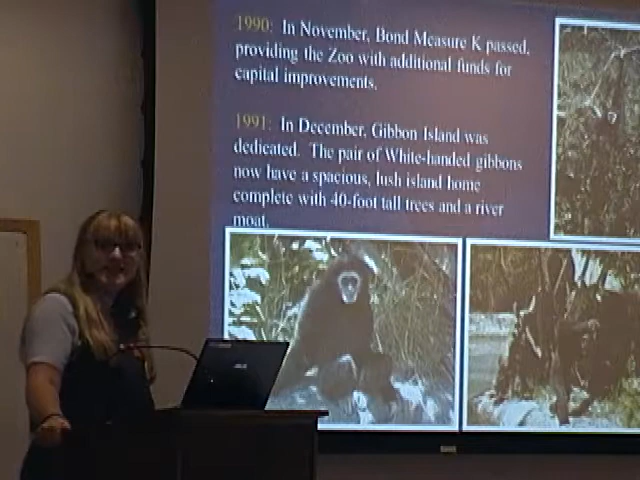 1990: In November, Bond Measure K passed,
providing the Zoo with additional funds for
capital improvements.
1991: In December, Gibbon Island was
dedicated. The pair of White-handed gibbons
now have a spacious, lush island home
complete with 40-foot tall trees and a river
moat.